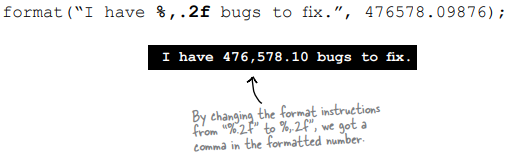 format(“I have %,.2f bugs to fix.”, 476578.09876);
I have 476,578.10 bugs to fix.
By changing the format instructions
from “%.2f” to %,.2f”, we got a
comma in the formatted number.